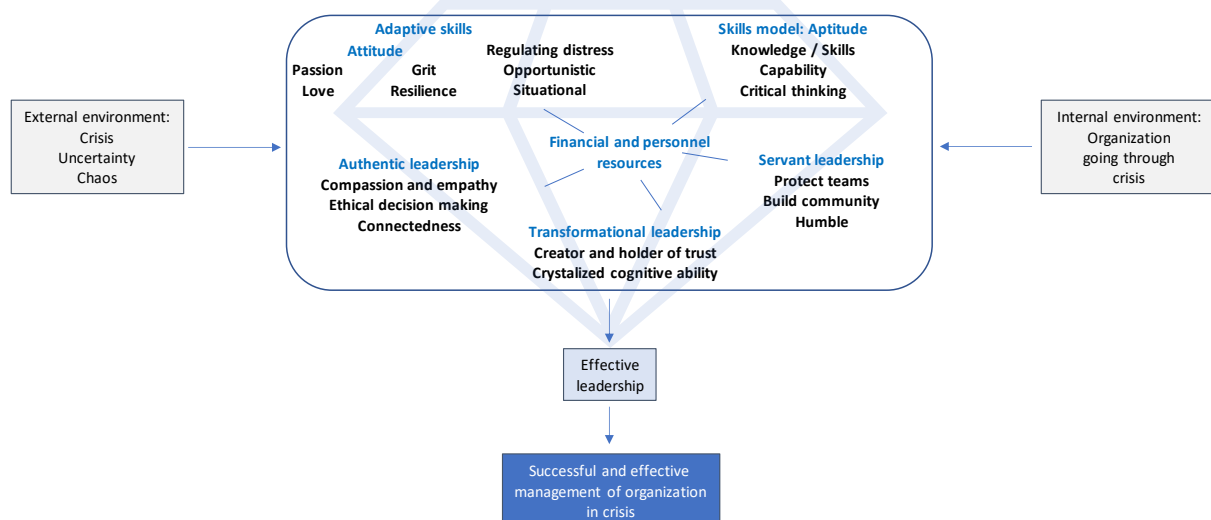 Adaptive skills
Attitude
Passion
Love
Grit
Resilience
Regulating distress
Opportunistic
Situational
Skills model: Aptitude
Knowledge / Skills
Capability
Critical thinking
External environment:
Crisis
Uncertainty
Chaos
Financial and personnel
resources
Internal environment:
Organization
going through
crisis
Authentic leadership
Compassion and empathy
Ethical decision making
Connectedness
Servant leadership
Protect teams
Build community
Humble
Transformational leadership
Creator and holder of trust
Crystalized cognitive ability
Effective
leadership
Successful and effective
management of organization
in crisis